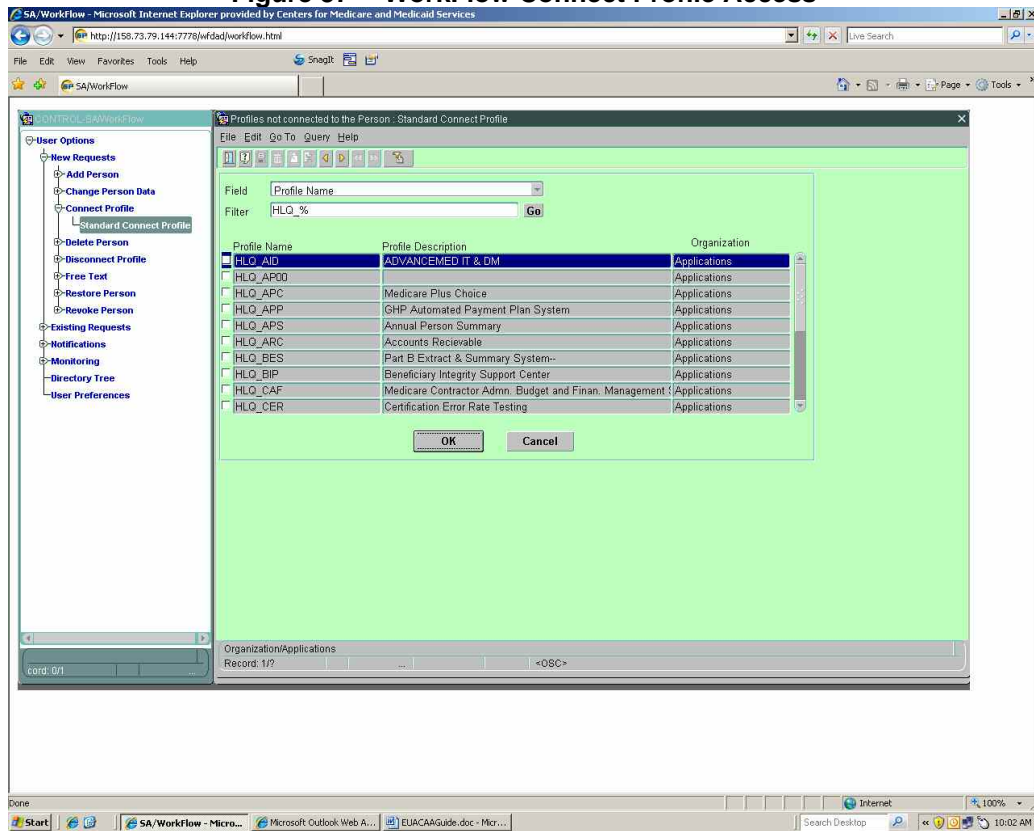 Figure 37 – WorkFlow Connect Profile Access
SA/WorkFlow - Microsoft Internet Explorer provided by Centers for Medicare and Medicaid Services
http://158.73.79.144:7778/wfdad/workflow.html
Live Search
File Edit View Favorites Tools Help
SnagIt
SA/WorkFlow
Page Tools
CONTROL-SA/WorkFlow
User Options
New Requests
Add Person
Change Person Data
Connect Profile
Standard Connect Profile
Delete Person
Disconnect Profile
Free Text
Restore Person
Revoke Person
Existing Requests
Notifications
Monitoring
Directory Tree
User Preferences
cord: 0/1 ...
Profiles not connected to the Person : Standard Connect Profile
File Edit Go To Query Help
Field Profile Name
Filter HLQ_% Go
Profile Name Profile Description Organization
HLQ_AID ADVANCEMED IT & DM Applications
HLQ_AP00 Applications
HLQ_APC Medicare Plus Choice Applications
HLQ_APP GHP Automated Payment Plan System Applications
HLQ_APS Annual Person Summary Applications
HLQ_ARC Accounts Recievable Applications
HLQ_BES Part B Extract & Summary System-- Applications
HLQ_BIP Beneficiary Integrity Support Center Applications
HLQ_CAF Medicare Contractor Admn. Budget and Finan. Management Applications
HLQ_CER Certification Error Rate Testing Applications
OK Cancel
Organization/Applications
Record: 1/? ... <OSC>
Done Internet 100%
Start SA/WorkFlow - Micro... Microsoft Outlook Web A... EUACAAGuide.doc - Micr... Search Desktop 10:02 AM